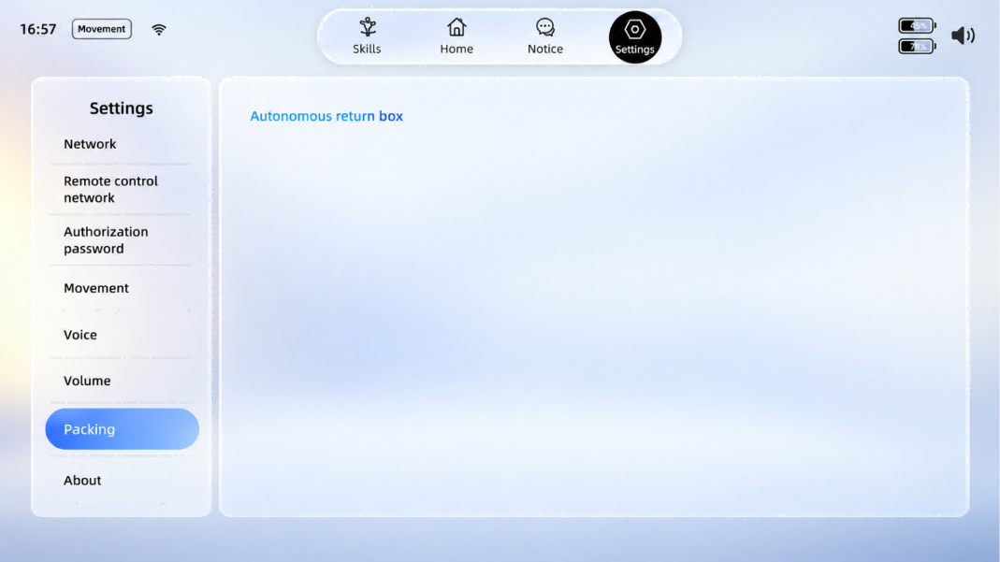 16:57
Movement
Skills
Home
Notice
Settings
45%
Settings
Network
Remote control
network
Authorization
password
Movement
Voice
Volume
Packing
About
Autonomous return box